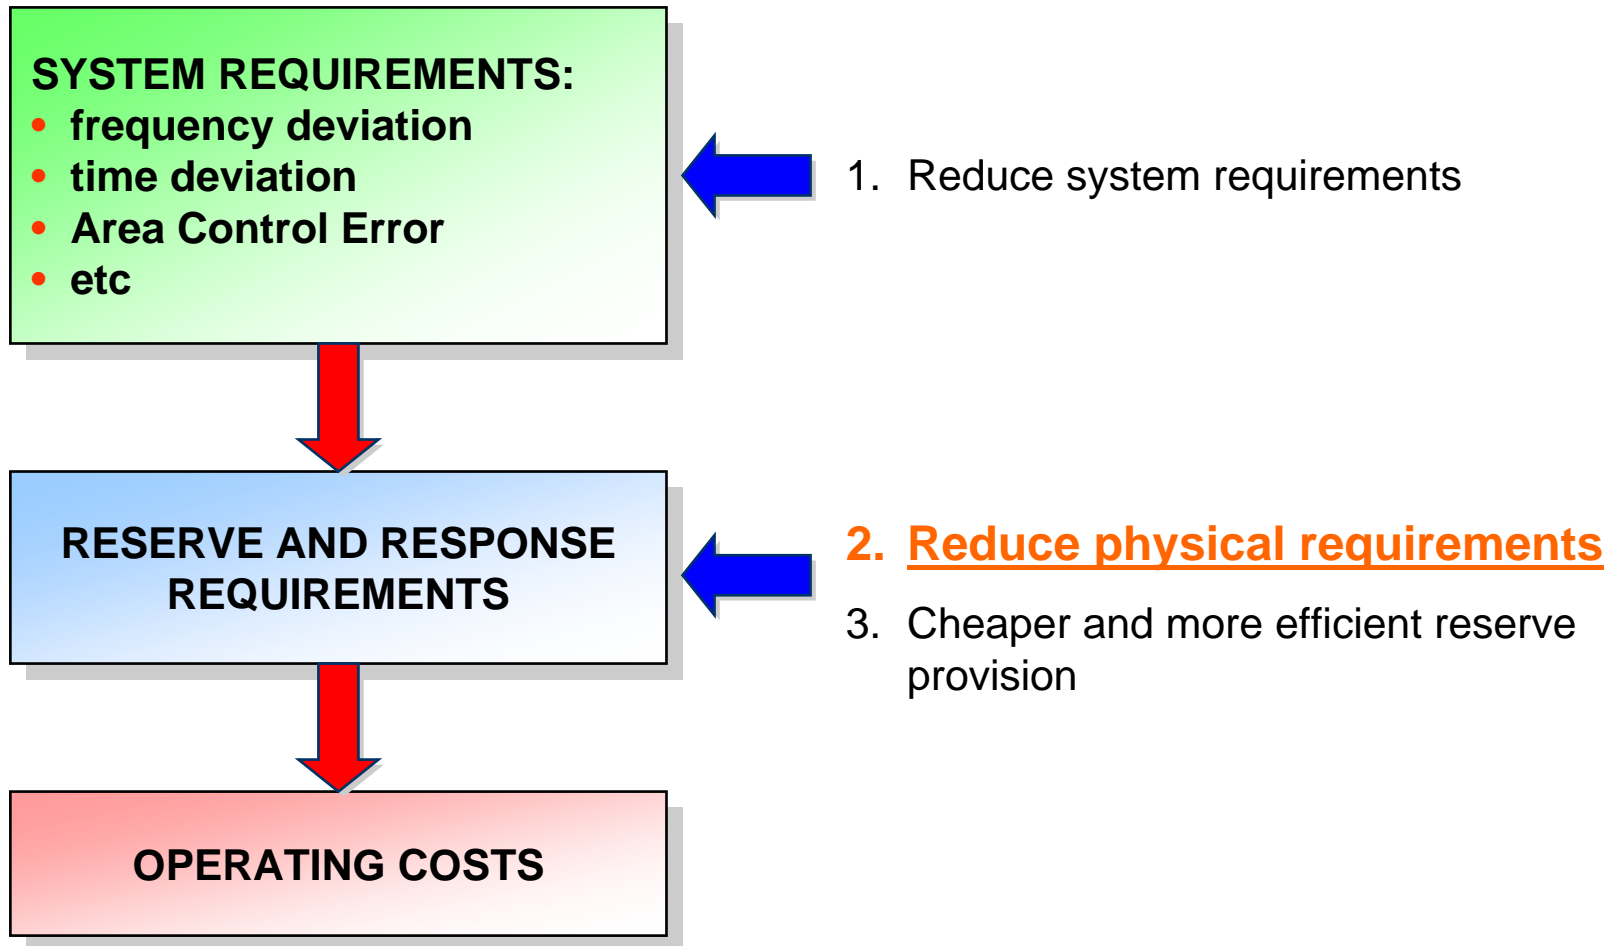 SYSTEM REQUIREMENTS:
• frequency deviation
• time deviation
• Area Control Error
• etc
1. Reduce system requirements
RESERVE AND RESPONSE
REQUIREMENTS
2. Reduce physical requirements
3. Cheaper and more efficient reserve
provision
OPERATING COSTS